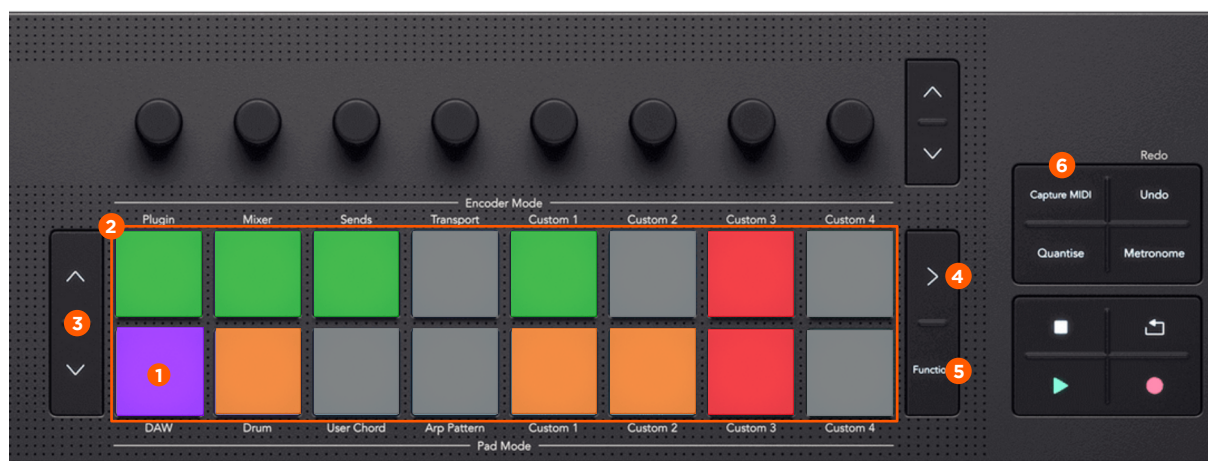 Redo
6
Capture MIDI Undo
Encoder Mode
Plugin Mixer Sends Transport Custom 1 Custom 2 Custom 3 Custom 4
2
Quantise Metronome
4
3
1
Function
5
DAW Drum User Chord Arp Pattern Custom 1 Custom 2 Custom 3 Custom 4
Pad Mode